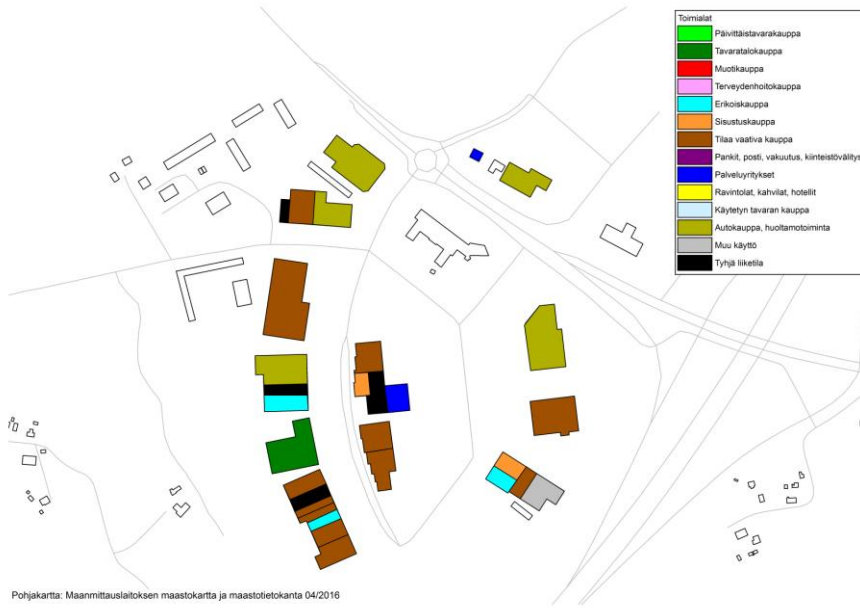 Toimialat
Päivittäistavarakauppa
Tavaratalokauppa
Muotikauppa
Terveydenhoitokauppa
Erikoiskauppa
Sisustuskauppa
Tilaa vaativa kauppa
Pankit, posti, vakuutus, kiinteistövälitys
Palveluyritykset
Ravintolat, kahvilat, hotellit
Käytetyn tavaran kauppa
Autokauppa, huoltamotoiminta
Muu käyttö
Tyhjä liiketila
Pohjakartta: Maanmittauslaitoksen maastokartta ja maastotietokanta 04/2016